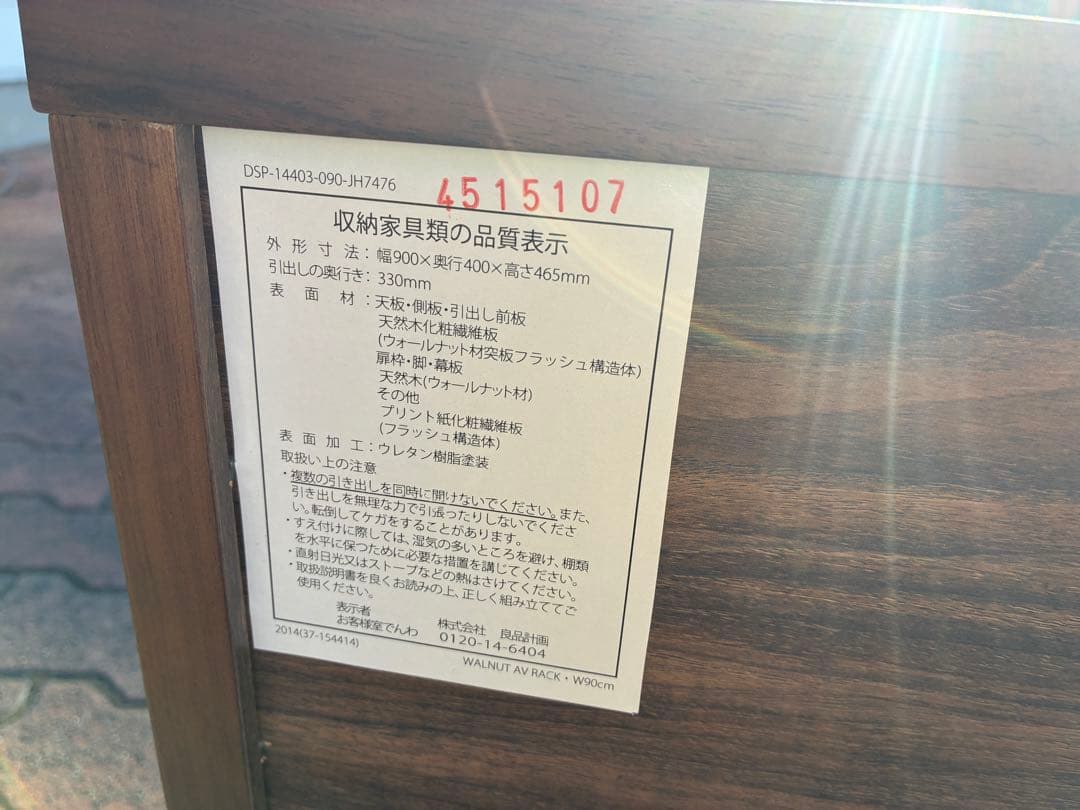 DSP-14403-090-JH7476
4515107
収納家具類の品質表示
外形寸法：幅900×奥行400×高さ465mm
引出しの奥行き：330mm
表面材：天板・側板・引出し前板
天然木化粧繊維板
(ウォールナット材突板フラッシュ構造体)
扉枠・脚・幕板
天然木(ウォールナット材)
その他
プリント紙化粧繊維板
(フラッシュ構造体)
表面加工：ウレタン樹脂塗装
取扱い上の注意
・複数の引き出しを同時に開けないでください。また、
引き出しを無理な力で引張ったりしないでくださ
い。転倒してケガをすることがあります。
・すえ付けに際しては、湿気の多いところを避け、棚類
を水平に保つために必要な措置を講じてください。
・直射日光又はストーブなどの熱はさけてください。
・取扱説明書を良くお読みの上、正しく組み立ててご
使用ください。
表示者　株式会社　良品計画
お客様室でんわ　0120-14-6404
2014(37-154414)
WALNUT AV RACK・W90cm